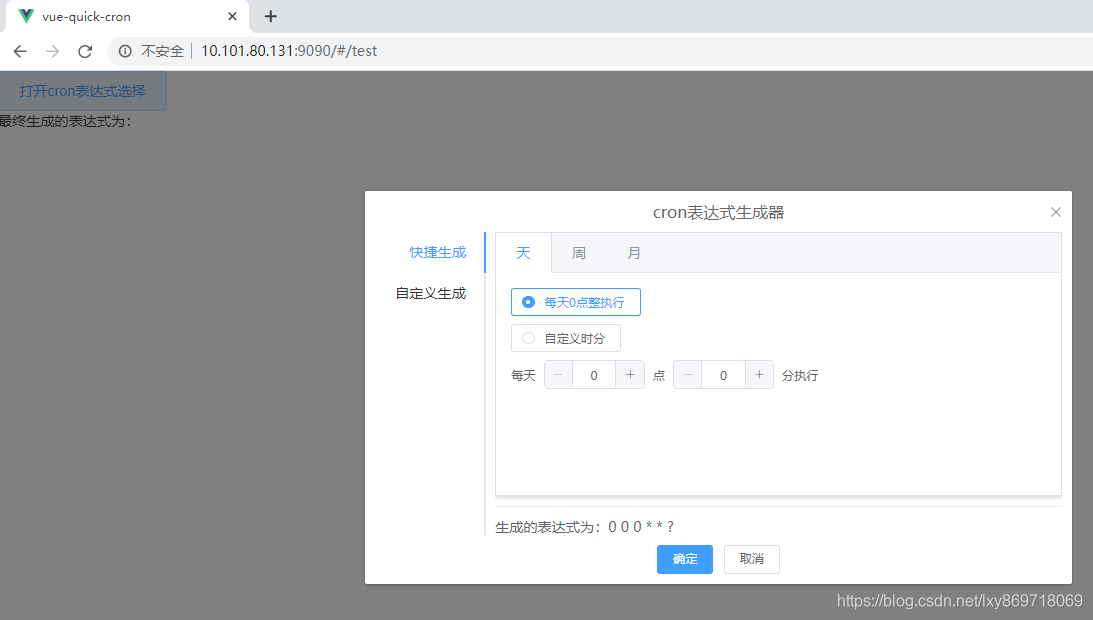 vue-quick-cron
不安全 10.101.80.131:9090/#/test
打开cron表达式选择
最终生成的表达式为：
cron表达式生成器
快捷生成
自定义生成
天 周 月
每天0点整执行
自定义时分
每天 0 点 0 分执行
生成的表达式为：0 0 0 * * ?
确定 取消
https://blog.csdn.net/lxy869718069